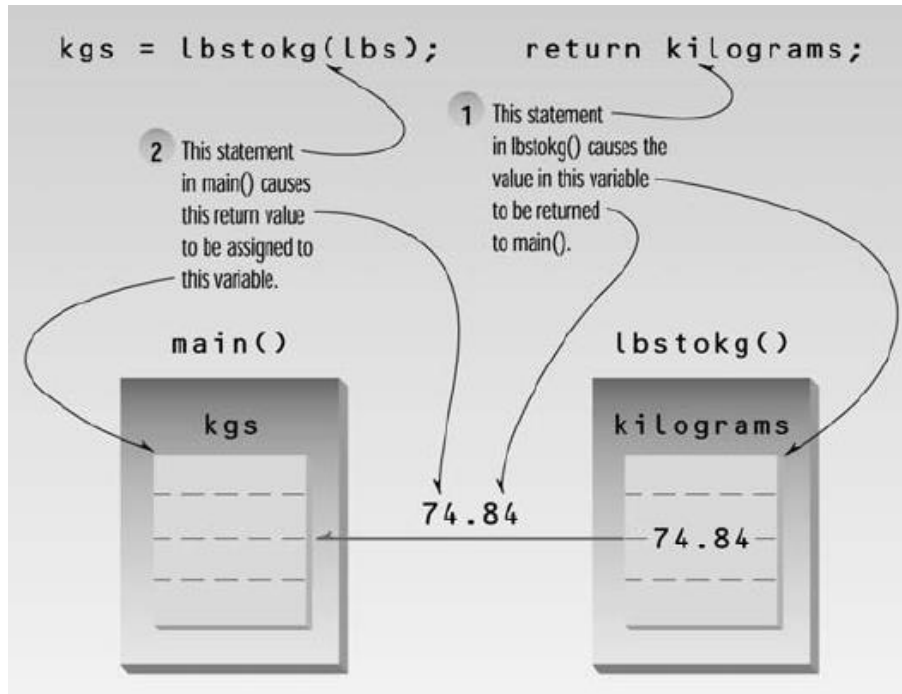 kgs = lbstokg(lbs);
return kilograms;
1 This statement
in lbstokg() causes the
value in this variable
to be returned
to main().
2 This statement
in main() causes
this return value
to be assigned to
this variable.
main()
lbstokg()
kgs
kilograms
74.84
74.84